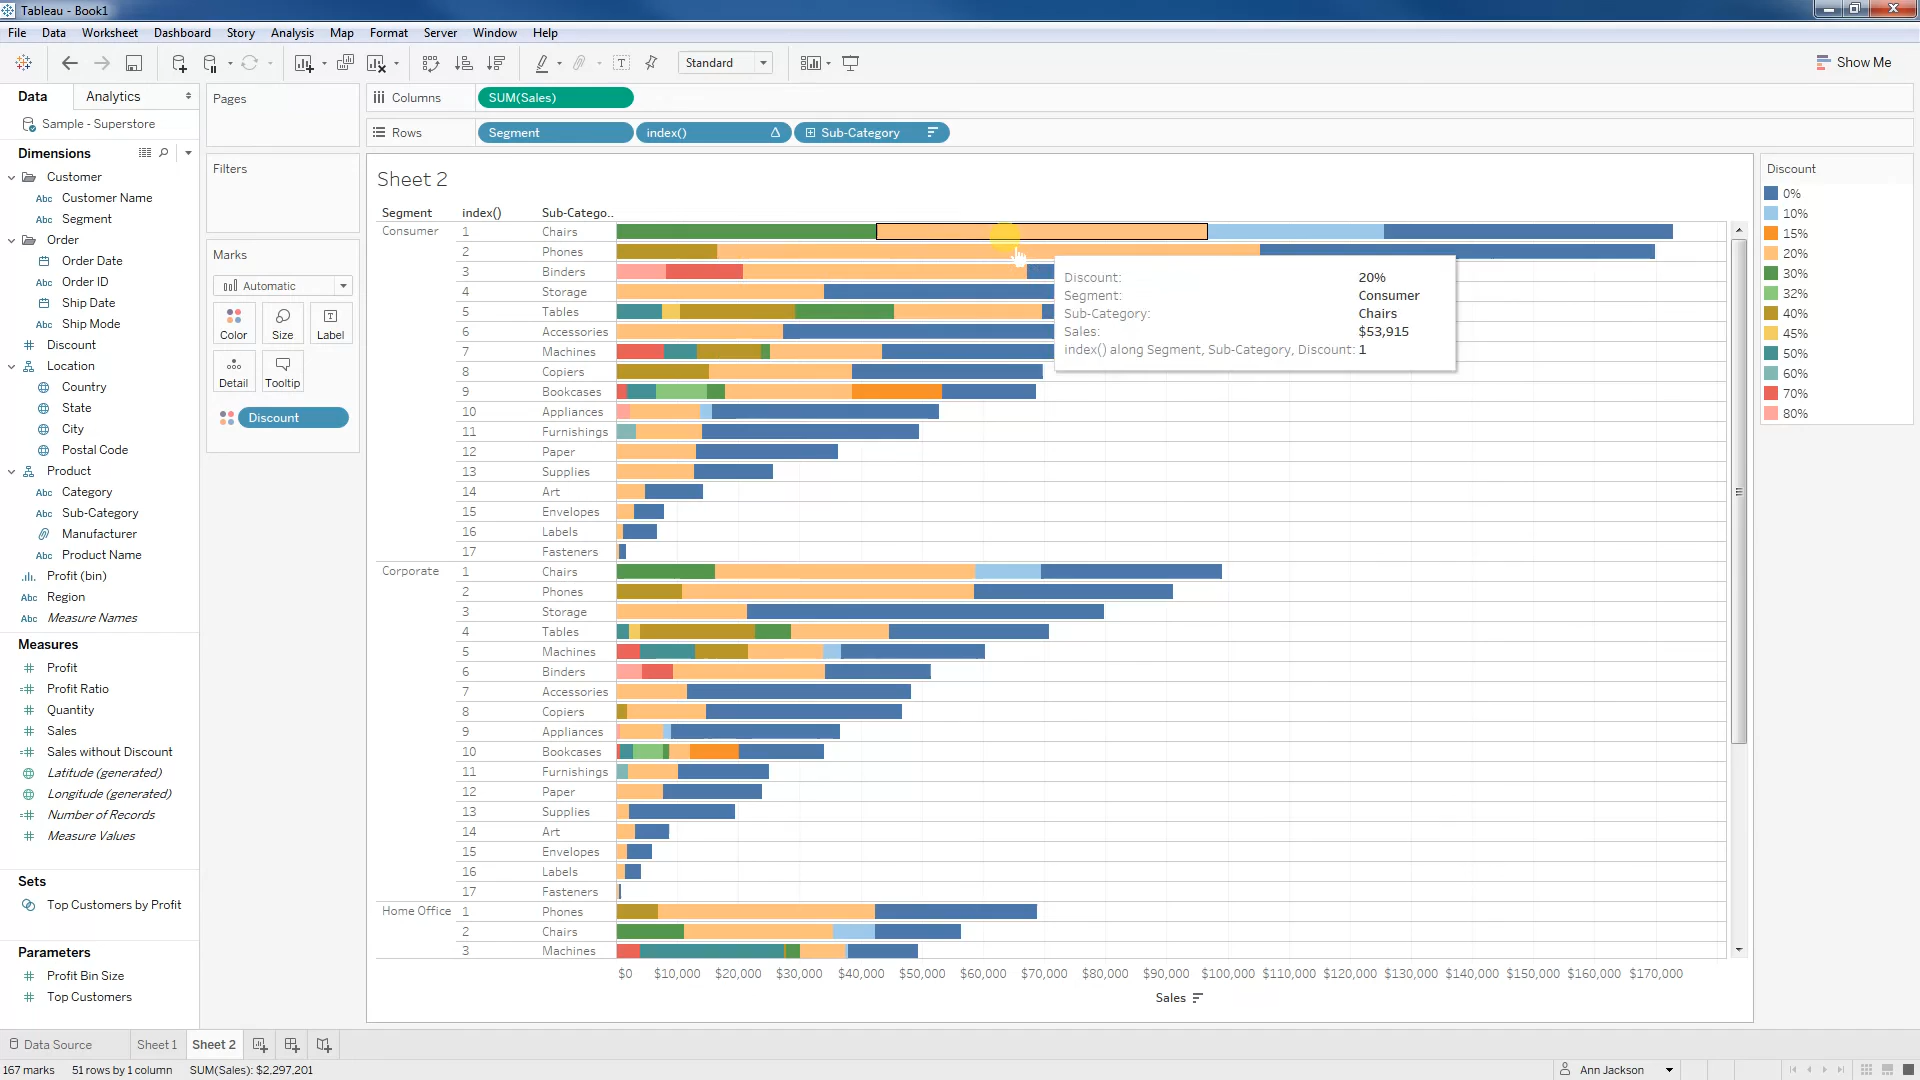 Tableau - Book1
File Data Worksheet Dashboard Story Analysis Map Format Server Window Help
Standard
Show Me
Data Analytics
Sample - Superstore
Dimensions
Customer
Abc Customer Name
Abc Segment
Order
Order Date
Abc Order ID
Ship Date
Abc Ship Mode
Discount
Location
Country
State
City
Postal Code
Product
Abc Category
Abc Sub-Category
Manufacturer
Abc Product Name
Profit (bin)
Abc Region
Abc Measure Names
Measures
Profit
Profit Ratio
Quantity
Sales
Sales without Discount
Latitude (generated)
Longitude (generated)
Number of Records
Measure Values
Sets
Top Customers by Profit
Parameters
Profit Bin Size
Top Customers
Pages
Filters
Marks
Automatic
Color Size Label
Detail Tooltip
Discount
Columns SUM(Sales)
Rows Segment index() Sub-Category
Sheet 2
Segment index() Sub-Catego..
Consumer 1 Chairs
2 Phones
3 Binders
4 Storage
5 Tables
6 Accessories
7 Machines
8 Copiers
9 Bookcases
10 Appliances
11 Furnishings
12 Paper
13 Supplies
14 Art
15 Envelopes
16 Labels
17 Fasteners
Corporate 1 Chairs
2 Phones
3 Storage
4 Tables
5 Machines
6 Binders
7 Accessories
8 Copiers
9 Appliances
10 Bookcases
11 Furnishings
12 Paper
13 Supplies
14 Art
15 Envelopes
16 Labels
17 Fasteners
Home Office 1 Phones
2 Chairs
3 Machines
Discount: 20%
Segment: Consumer
Sub-Category: Chairs
Sales: $53,915
index() along Segment, Sub-Category, Discount: 1
$0 $10,000 $20,000 $30,000 $40,000 $50,000 $60,000 $70,000 $80,000 $90,000 $100,000 $110,000 $120,000 $130,000 $140,000 $150,000 $160,000 $170,000
Sales
Discount
0%
10%
15%
20%
30%
32%
40%
45%
50%
60%
70%
80%
Data Source Sheet 1 Sheet 2
167 marks 51 rows by 1 column SUM(Sales): $2,297,201
Ann Jackson